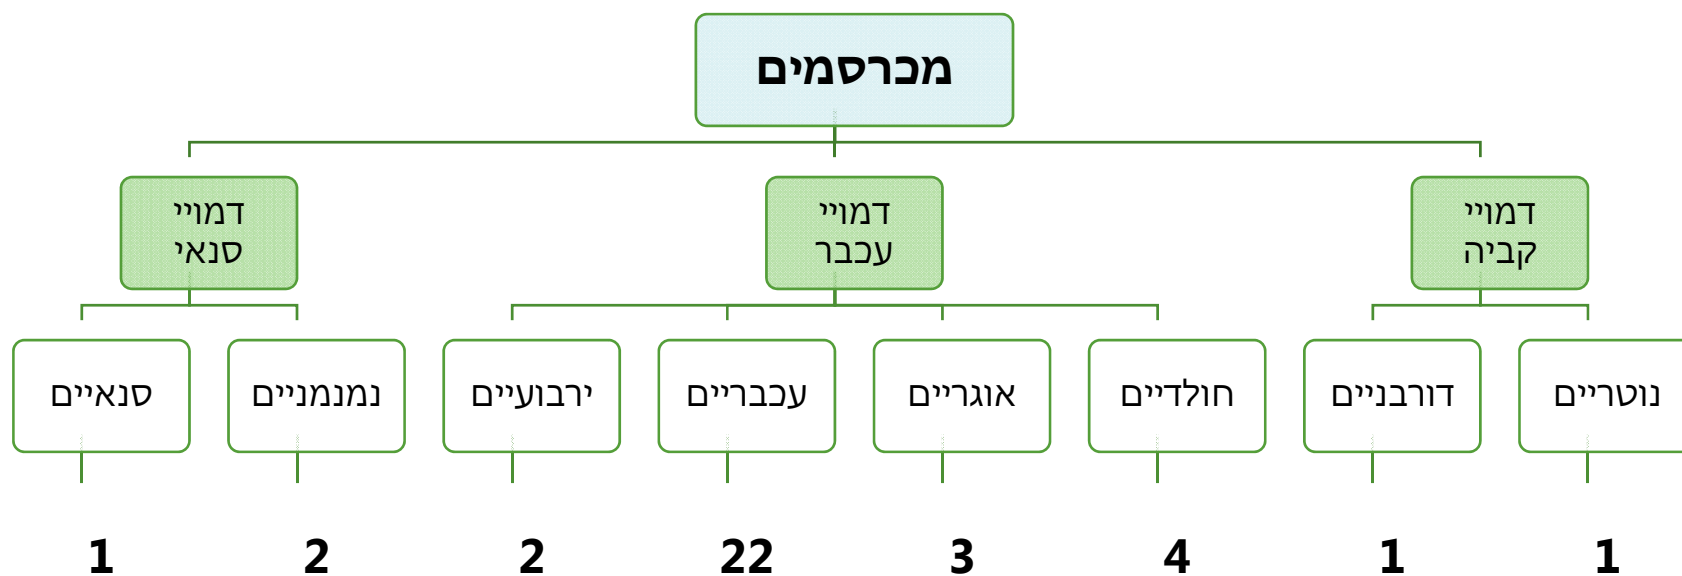 מכרסמים
דמויי
קביה
דמויי
עכבר
דמויי
סנאי
נוטריים
דורבניים
חולדיים
אוגריים
עכבריים
ירבועיים
נמנמניים
סנאיים
1
1
4
3
22
2
2
1